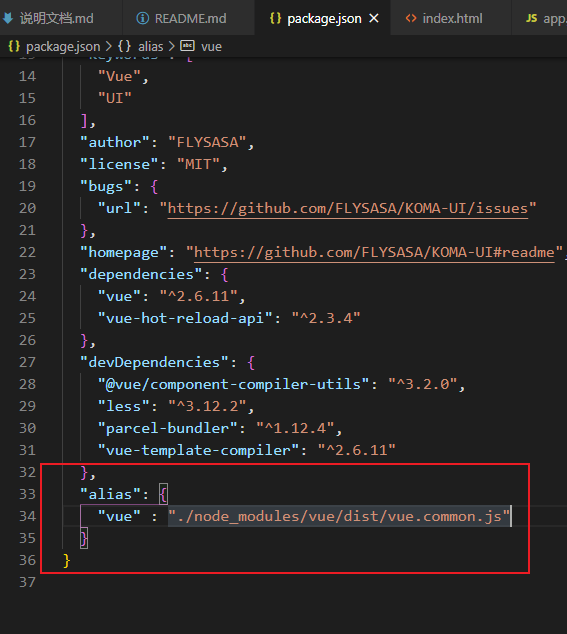 说明文档.md README.md package.json index.html JS app.
package.json > alias > vue
14 "Vue",
15 "UI"
16 ],
17 "author": "FLYSASA",
18 "license": "MIT",
19 "bugs": {
20 "url": "https://github.com/FLYSASA/KOMA-UI/issues"
21 },
22 "homepage": "https://github.com/FLYSASA/KOMA-UI#readme",
23 "dependencies": {
24 "vue": "^2.6.11",
25 "vue-hot-reload-api": "^2.3.4"
26 },
27 "devDependencies": {
28 "@vue/component-compiler-utils": "^3.2.0",
29 "less": "^3.12.2",
30 "parcel-bundler": "^1.12.4",
31 "vue-template-compiler": "^2.6.11"
32 },
33 "alias": {
34 "vue" : "./node_modules/vue/dist/vue.common.js"
35 }
36 }
37